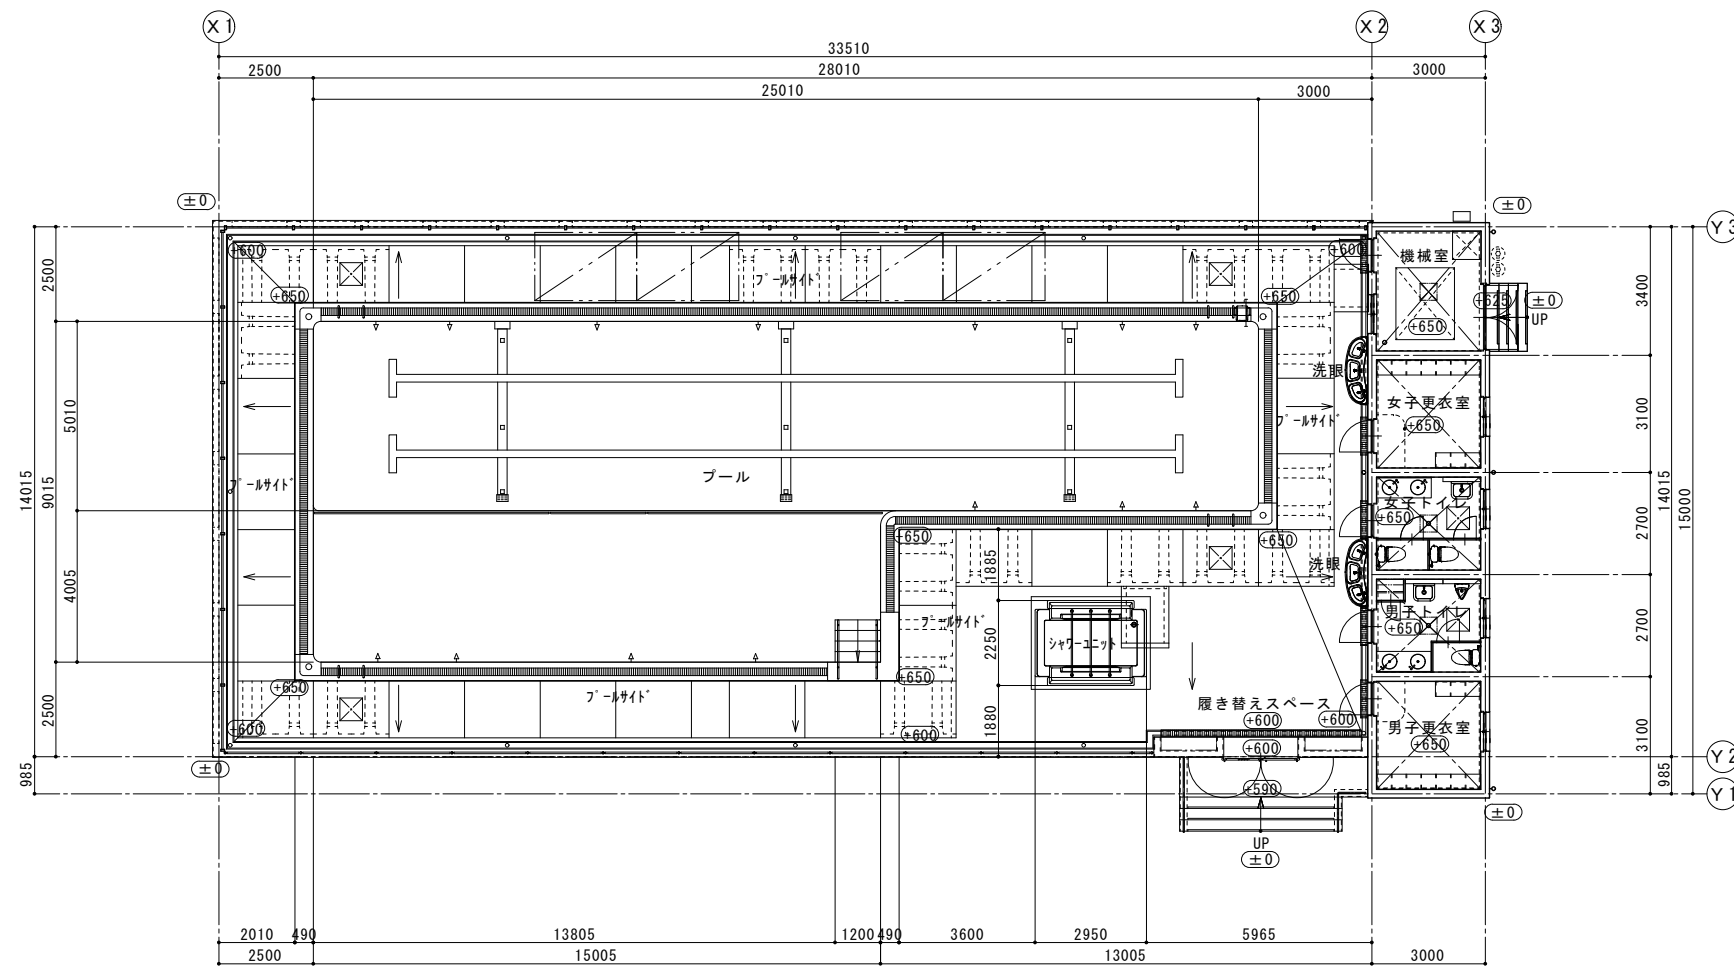 X1
X2
X3
33510
2500
28010
3000
25010
3000
±0
±0
Y3
+600
プールサイド
+600
機械室
2500
+650
+650
+625
±0
+650
UP
3400
洗眼
5010
女子更衣室
プールサイド
+650
3100
14015
9015
プールサイド
プール
14015
15000
女子トイレ
+650
2700
+650
+650
1885
洗眼
4005
男子トイレ
+650
プールサイド
シャワーユニット
2250
2700
+650
+650
プールサイド
履き替えスペース
2500
+600
+600
+600
+600
1880
男子更衣室
+650
3100
+600
±0
Y2
985
+590
985
Y1
±0
UP
±0
2010
490
13805
1200
490
3600
2950
5965
2500
15005
13005
3000